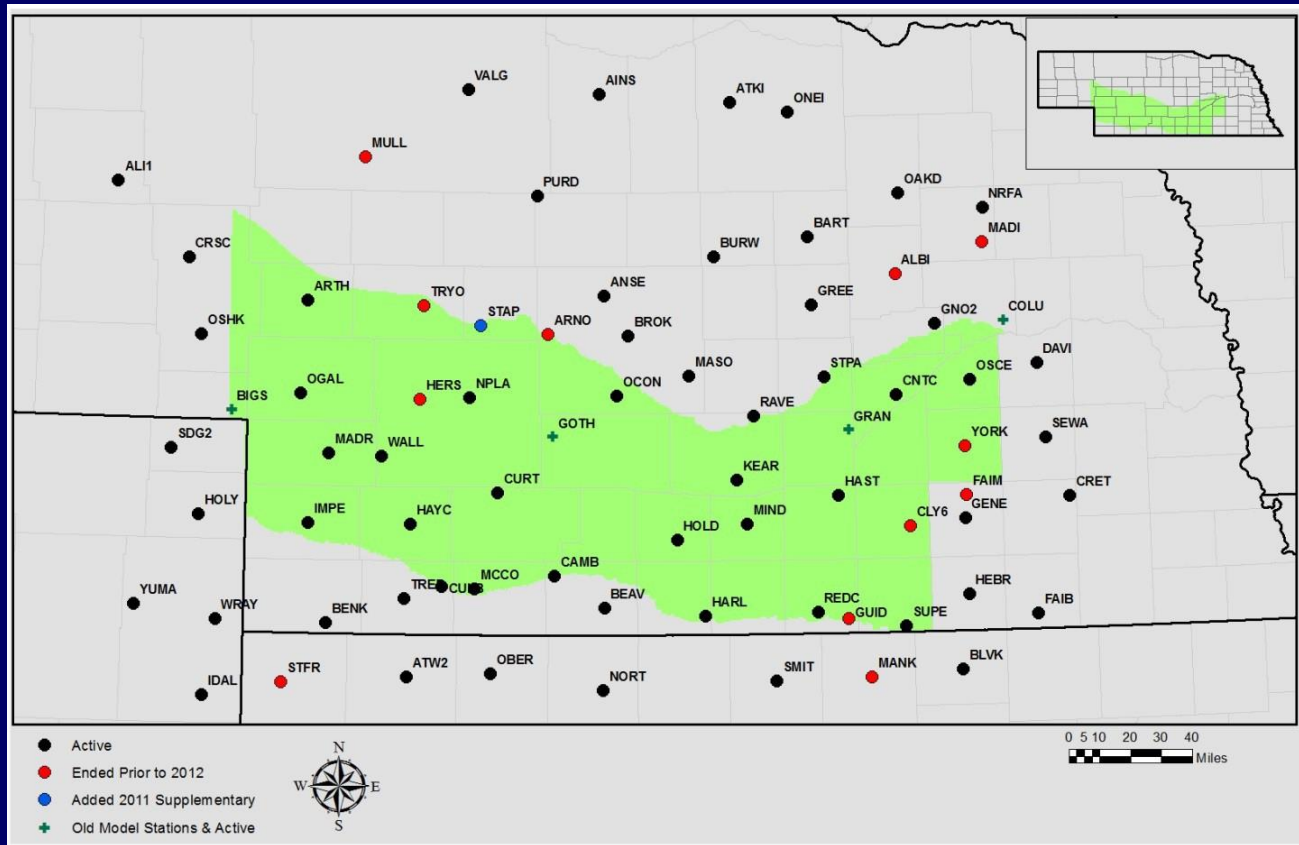 VALG
AINS
ATKI
ONEI
MULL
ALI1
PURD
OAKD
NRFA
MADI
BART
BURW
CRSC
ALBI
ARTH
TRYO
ANSE
GREE
STAP
OSHK
ARNO
BROK
GNO2
COLU
MASO
STPA
DAVI
OSCE
OGAL
HERS
NPLA
OCON
CNTC
BIGS
RAVE
GOTH
GRAN
SEWA
SDG2
MADR
WALL
YORK
KEAR
CURT
HAST
FAIM
CRET
HOLY
IMPE
HAYC
HOLD
MIND
CLY6
GENE
CAMB
MCCO
YUMA
WRAY
BENK
BEAV
HARL
REDC
GUID
SUPE
HEBR
FAIB
STFR
ATW2
OBER
NORT
SMIT
MANK
BLVK
IDAL
Active
Ended Prior to 2012
Added 2011 Supplementary
Old Model Stations & Active
N
W E
S
0 5 10 20 30 40
Miles